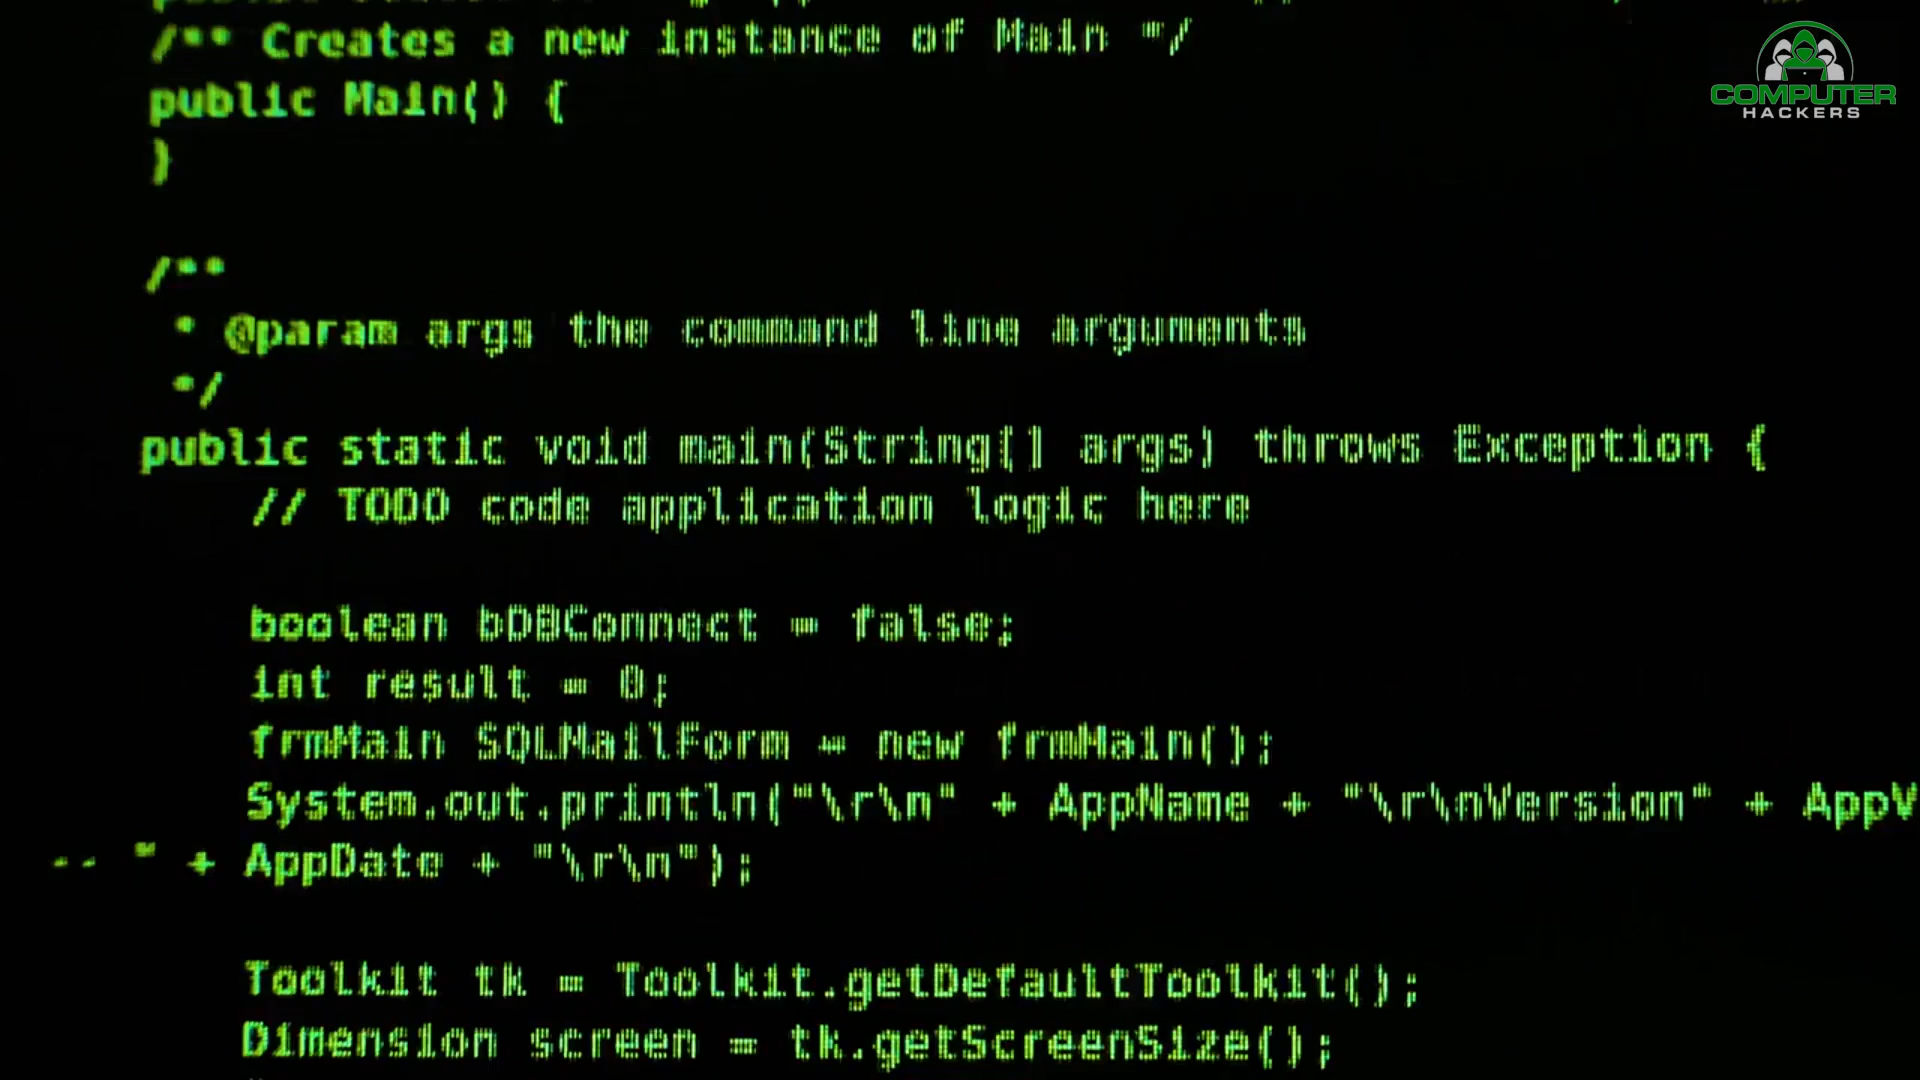 /** Creates a new instance of Main */
public Main() {
}
/**
* @param args the command line arguments
*/
public static void main(String[] args) throws Exception {
// TODO code application logic here
boolean bDBConnect = false;
int result = 0;
frmMain SQLMailForm = new frmMain();
System.out.println("\r\n" + AppName + "\r\nVersion" + AppV
-- " + AppDate + "\r\n");
Toolkit tk = Toolkit.getDefaultToolkit();
Dimension screen = tk.getScreenSize();
COMPUTER
HACKERS